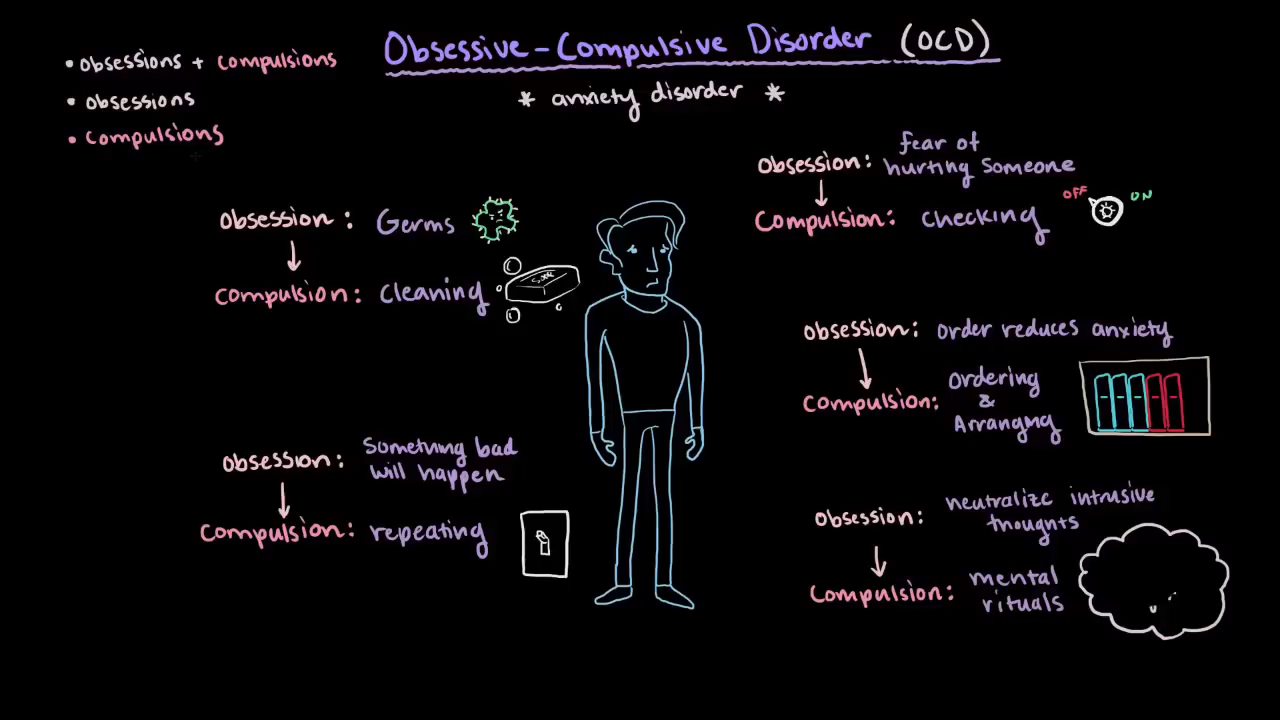 Obsessive-Compulsive Disorder (OCD)
* anxiety disorder *
• obsessions + compulsions
• obsessions
• Compulsions
Obsession: Germs
Compulsion: cleaning
Soap
Obsession: Something bad
will happen
Compulsion: repeating
Obsession: fear of
hurting Someone
Compulsion: checking
OFF ON
Obsession: order reduces anxiety
Compulsion: Ordering
&
Arranging
Obsession: neutralize intrusive
thoughts
Compulsion: mental
rituals